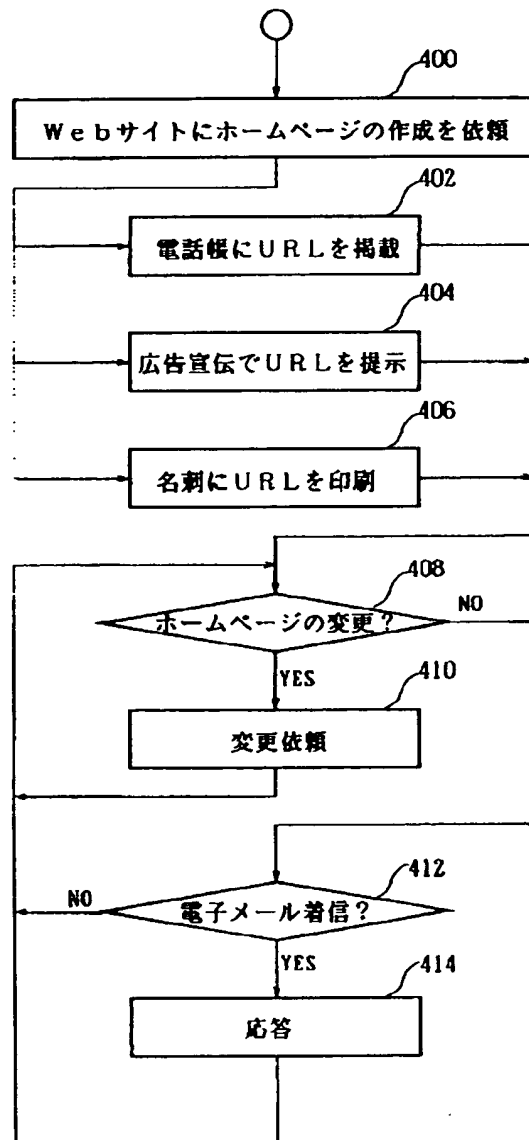 400
Webサイトにホームページの作成を依頼
402
電話帳にURLを掲載
404
広告宣伝でURLを提示
406
名刺にURLを印刷
408
ホームページの変更?
NO
YES
410
変更依頼
412
電子メール着信?
NO
YES
414
応答